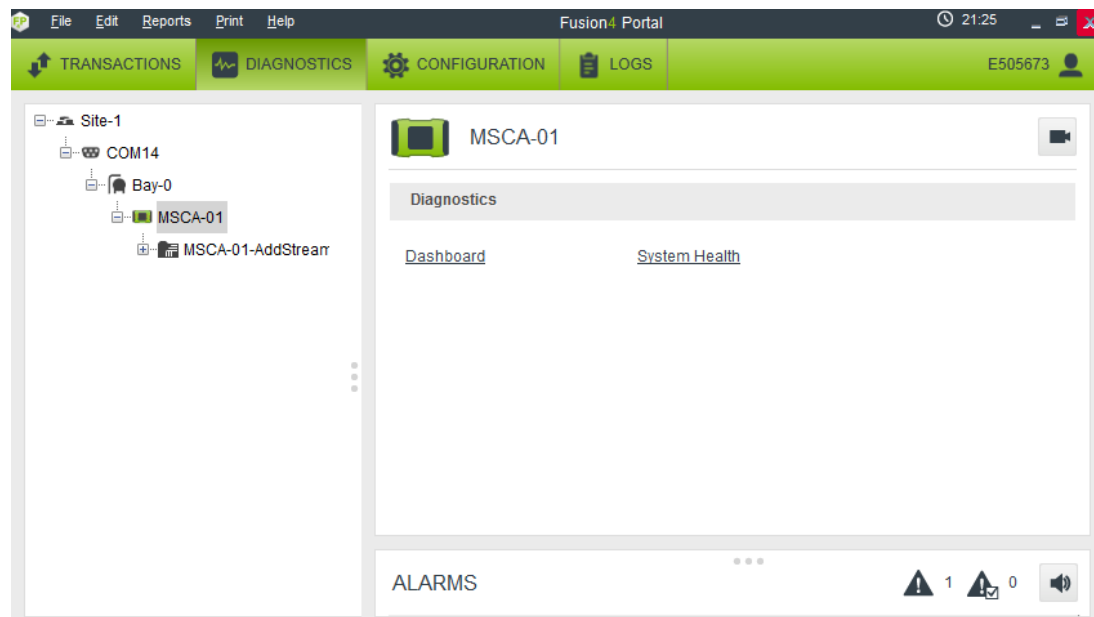 FP File Edit Reports Print Help Fusion4 Portal 21:25
TRANSACTIONS DIAGNOSTICS CONFIGURATION LOGS E505673
Site-1
COM14
Bay-0
MSCA-01
MSCA-01-AddStream
MSCA-01
Diagnostics
Dashboard System Health
ALARMS 1 0